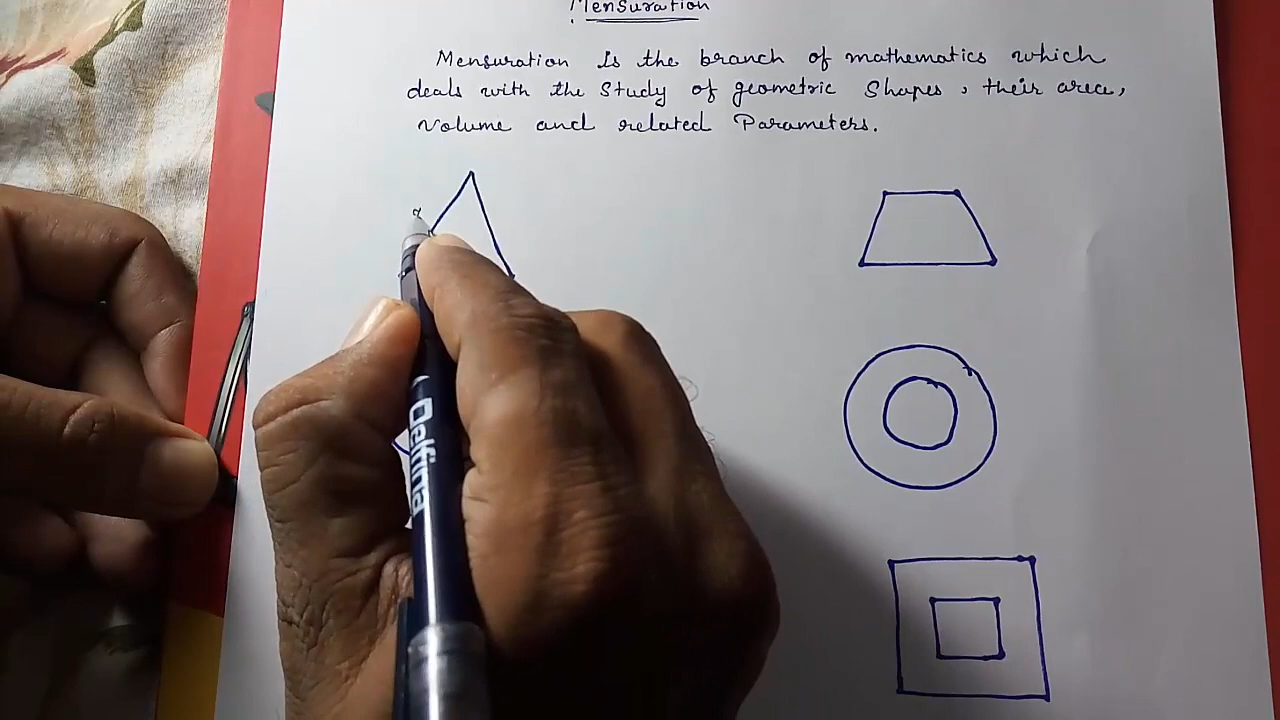 Mensuration
Mensuration is the branch of mathematics which
deals with the Study of geometric Shapes, their area,
Volume and related Parameters.
Delfina